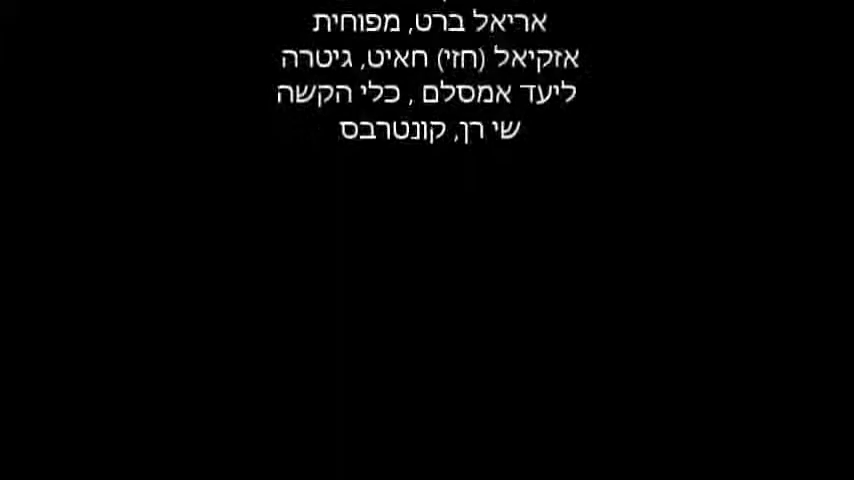 אריאל ברט, מפוחית
אזקיאל (חזי) חאיט, גיטרה
ליעד אמסלם , כלי הקשה
שי רן, קונטרבס